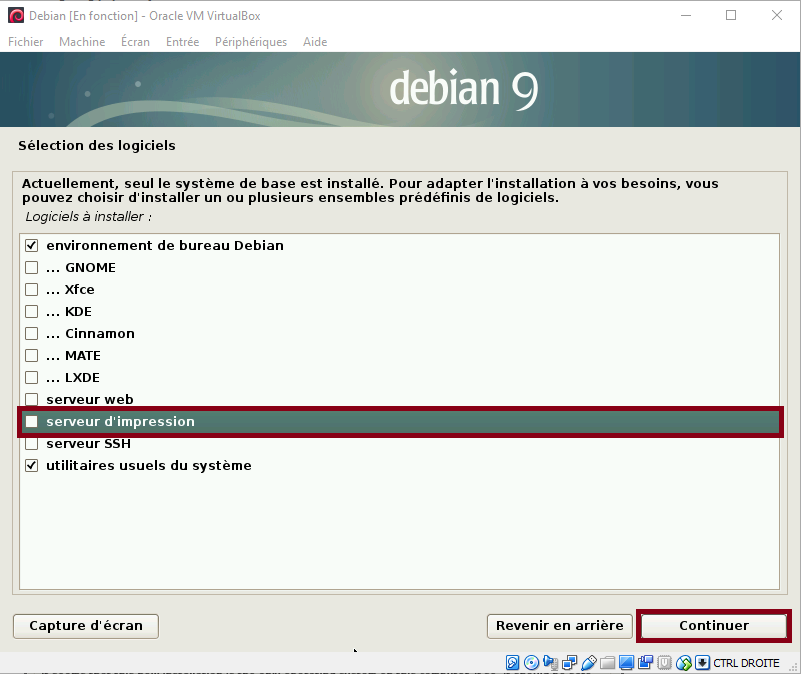 Debian [En fonction] - Oracle VM VirtualBox
Fichier Machine Écran Entrée Périphériques Aide
debian 9
Sélection des logiciels
Actuellement, seul le système de base est installé. Pour adapter l'installation à vos besoins, vous
pouvez choisir d'installer un ou plusieurs ensembles prédéfinis de logiciels.
Logiciels à installer :
environnement de bureau Debian
... GNOME
... Xfce
... KDE
... Cinnamon
... MATE
... LXDE
serveur web
serveur d'impression
serveur SSH
utilitaires usuels du système
Capture d'écran
Revenir en arrière
Continuer
CTRL DROITE